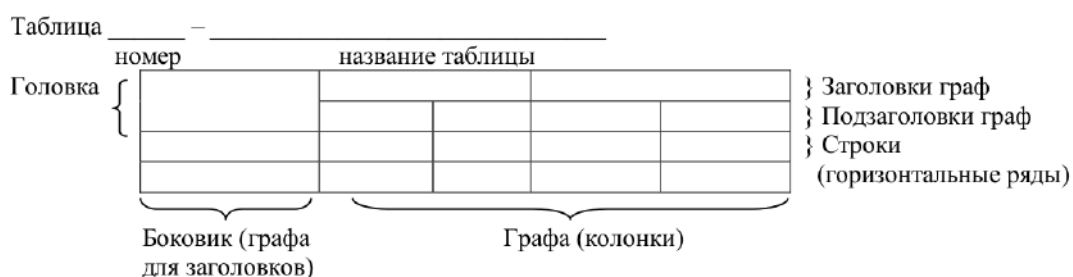 Таблица ______ – ______________________________
номер название таблицы
Головка { } Заголовки граф
} Подзаголовки граф
} Строки
(горизонтальные ряды)
Боковик (графа Графа (колонки)
для заголовков)